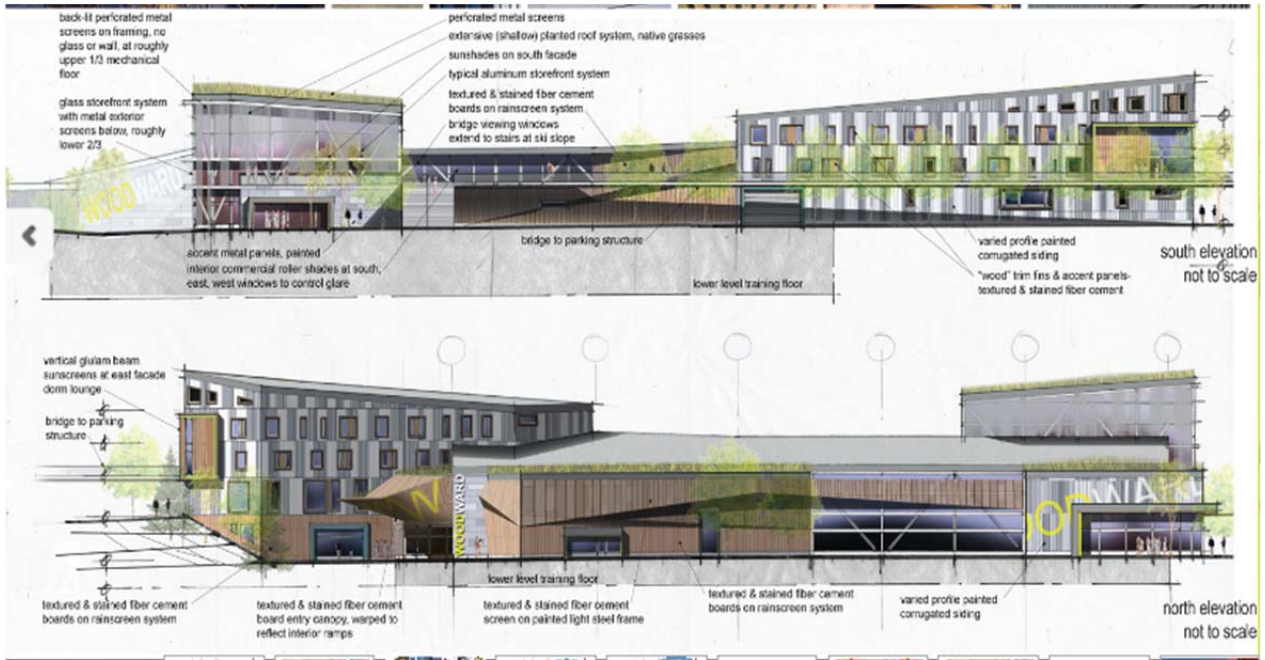 back-lit perforated metal
screens on framing, no
glass or wall, at roughly
upper 1/3 mechanical
floor
glass storefront system
with metal exterior
screens below, roughly
lower 2/3
perforated metal screens
extensive (shallow) planted roof system, native grasses
sunshades on south facade
typical aluminum storefront system
textured & stained fiber cement
boards on rainscreen system
bridge viewing windows
extend to stairs at ski slope
WOODWARD
accent metal panels, painted
interior commercial roller shades at south,
east, west windows to control glare
bridge to parking structure
lower level training floor
varied profile painted
corrugated siding
"wood" trim fins & accent panels-
textured & stained fiber cement
south elevation
not to scale
vertical glulam beam
sunscreens at east facade
dorm lounge
bridge to parking
structure
W
WOODWARD
OODWARD
lower level training floor
textured & stained fiber cement
boards on rainscreen system
textured & stained fiber cement
board entry canopy, warped to
reflect interior ramps
textured & stained fiber cement
screen on painted light steel frame
textured & stained fiber cement
boards on rainscreen system
varied profile painted
corrugated siding
north elevation
not to scale